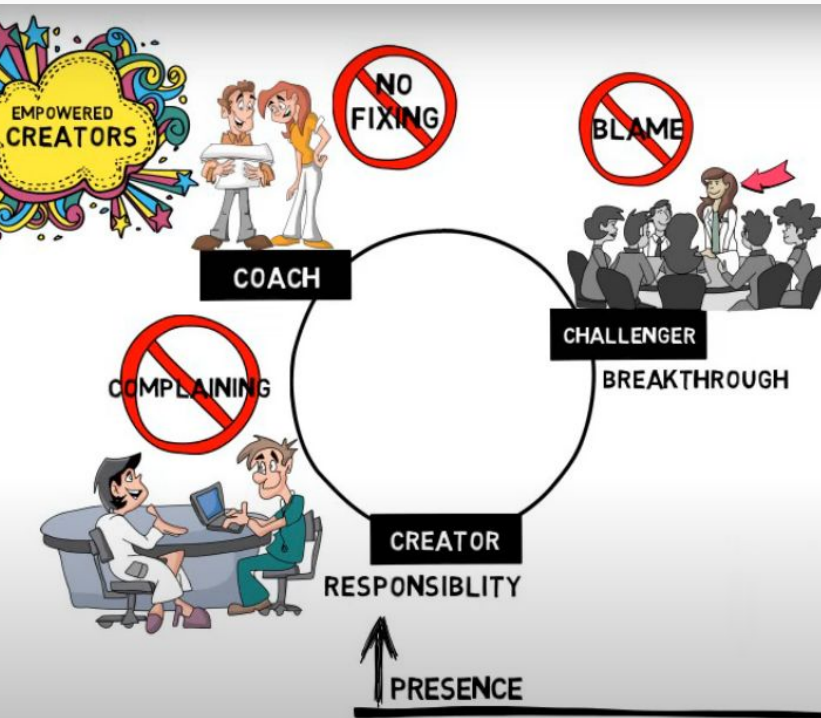 EMPOWERED
CREATORS
NO
FIXING
BLAME
COACH
CHALLENGER
BREAKTHROUGH
COMPLAINING
CREATOR
RESPONSIBLITY
PRESENCE